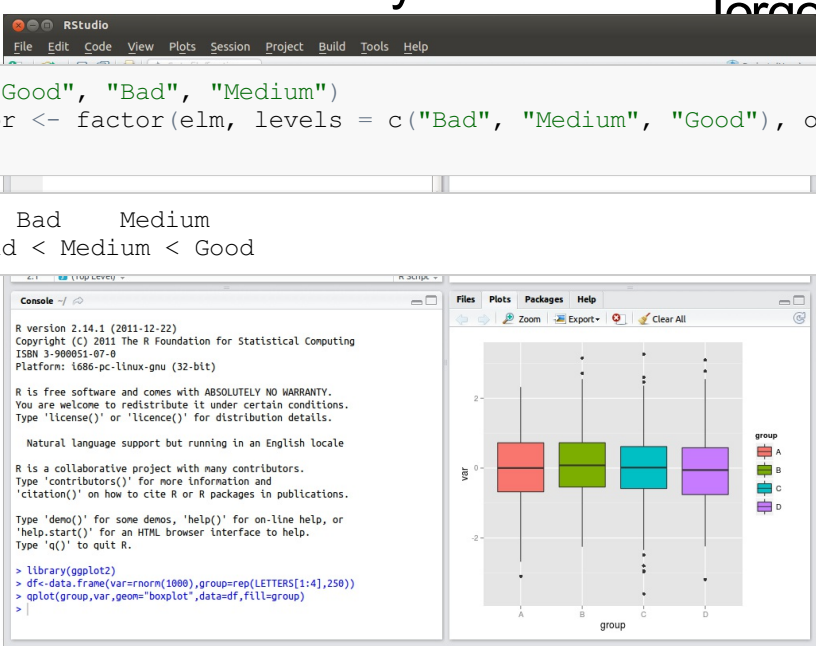 RStudio
File Edit Code View Plots Session Project Build Tools Help
Good", "Bad", "Medium")
r <- factor(elm, levels = c("Bad", "Medium", "Good"), o
Bad Medium
d < Medium < Good
2:1 (Top Level) R Script
Console ~/
R version 2.14.1 (2011-12-22)
Copyright (C) 2011 The R Foundation for Statistical Computing
ISBN 3-900051-07-0
Platform: i686-pc-linux-gnu (32-bit)
R is free software and comes with ABSOLUTELY NO WARRANTY.
You are welcome to redistribute it under certain conditions.
Type 'license()' or 'licence()' for distribution details.
Natural language support but running in an English locale
R is a collaborative project with many contributors.
Type 'contributors()' for more information and
'citation()' on how to cite R or R packages in publications.
Type 'demo()' for some demos, 'help()' for on-line help, or
'help.start()' for an HTML browser interface to help.
Type 'q()' to quit R.
> library(ggplot2)
> df<-data.frame(var=rnorm(1000),group=rep(LETTERS[1:4],250))
> qplot(group,var,geom="boxplot",data=df,fill=group)
>
Files Plots Packages Help
Zoom Export Clear All
2
0
-2
var
A B C D
group
group
A
B
C
D